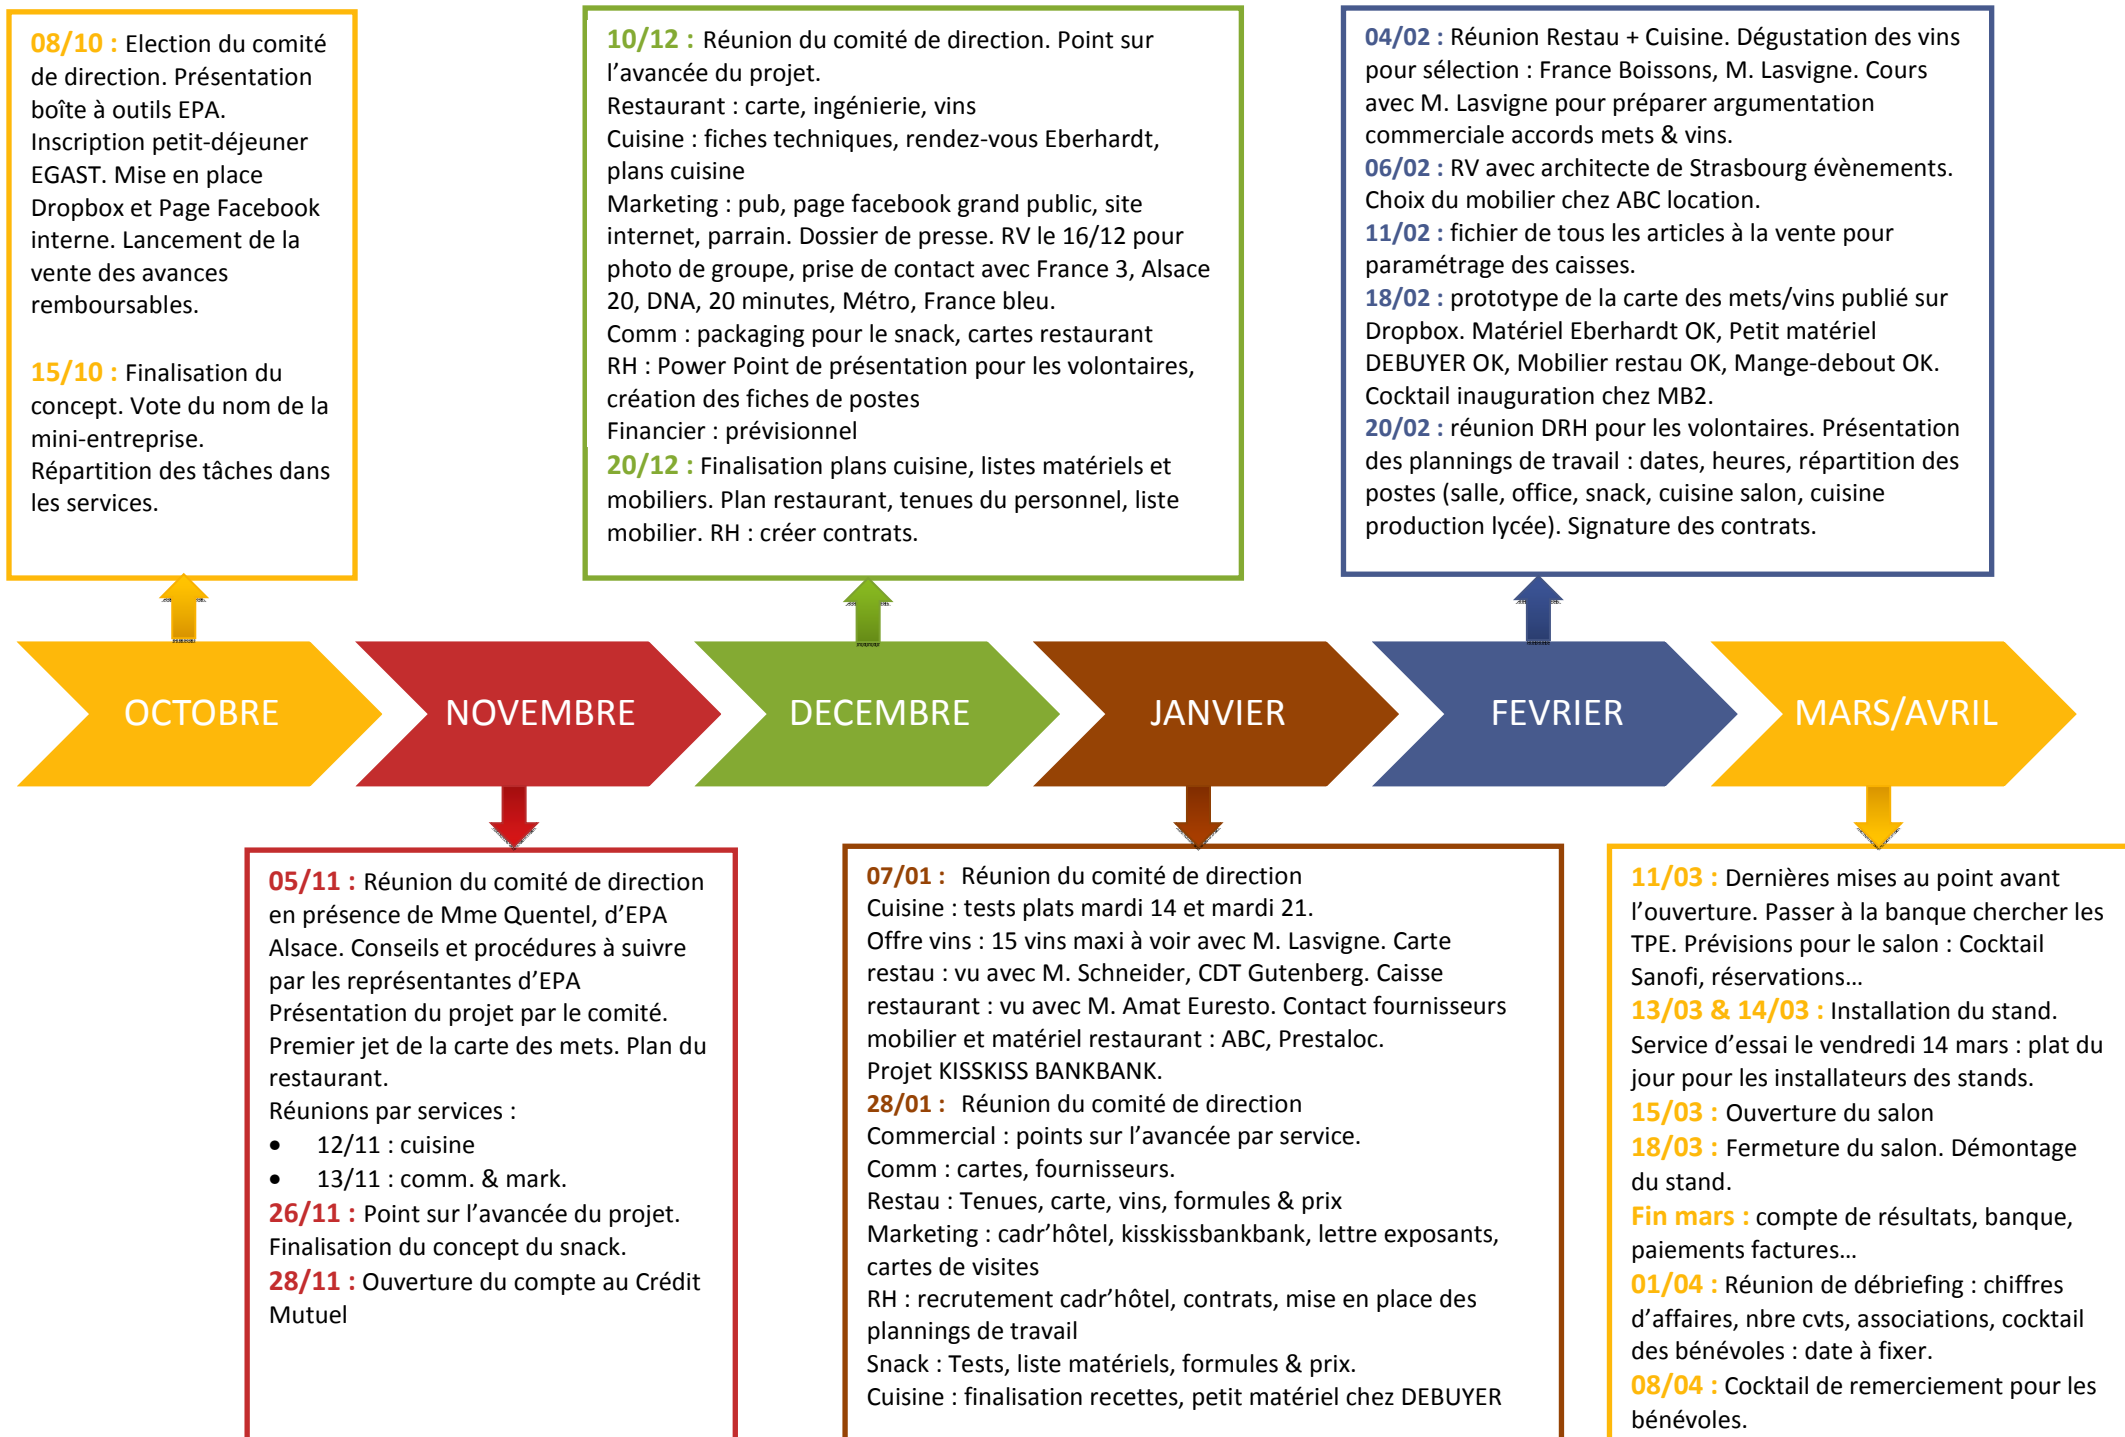 08/10 : Election du comité
de direction. Présentation
boîte à outils EPA.
Inscription petit-déjeuner
EGAST. Mise en place
Dropbox et Page Facebook
interne. Lancement de la
vente des avances
remboursables.
15/10 : Finalisation du
concept. Vote du nom de la
mini-entreprise.
Répartition des tâches dans
les services.
10/12 : Réunion du comité de direction. Point sur
l’avancée du projet.
Restaurant : carte, ingénierie, vins
Cuisine : fiches techniques, rendez-vous Eberhardt,
plans cuisine
Marketing : pub, page facebook grand public, site
internet, parrain. Dossier de presse. RV le 16/12 pour
photo de groupe, prise de contact avec France 3, Alsace
20, DNA, 20 minutes, Métro, France bleu.
Comm : packaging pour le snack, cartes restaurant
RH : Power Point de présentation pour les volontaires,
création des fiches de postes
Financier : prévisionnel
20/12 : Finalisation plans cuisine, listes matériels et
mobiliers. Plan restaurant, tenues du personnel, liste
mobilier. RH : créer contrats.
04/02 : Réunion Restau + Cuisine. Dégustation des vins
pour sélection : France Boissons, M. Lasvigne. Cours
avec M. Lasvigne pour préparer argumentation
commerciale accords mets & vins.
06/02 : RV avec architecte de Strasbourg évènements.
Choix du mobilier chez ABC location.
11/02 : fichier de tous les articles à la vente pour
paramétrage des caisses.
18/02 : prototype de la carte des mets/vins publié sur
Dropbox. Matériel Eberhardt OK, Petit matériel
DEBUYER OK, Mobilier restau OK, Mange-debout OK.
Cocktail inauguration chez MB2.
20/02 : réunion DRH pour les volontaires. Présentation
des plannings de travail : dates, heures, répartition des
postes (salle, office, snack, cuisine salon, cuisine
production lycée). Signature des contrats.
OCTOBRE
NOVEMBRE
DECEMBRE
JANVIER
FEVRIER
MARS/AVRIL
05/11 : Réunion du comité de direction
en présence de Mme Quentel, d’EPA
Alsace. Conseils et procédures à suivre
par les représentantes d’EPA
Présentation du projet par le comité.
Premier jet de la carte des mets. Plan du
restaurant.
Réunions par services :
• 12/11 : cuisine
• 13/11 : comm. & mark.
26/11 : Point sur l’avancée du projet.
Finalisation du concept du snack.
28/11 : Ouverture du compte au Crédit
Mutuel
07/01 : Réunion du comité de direction
Cuisine : tests plats mardi 14 et mardi 21.
Offre vins : 15 vins maxi à voir avec M. Lasvigne. Carte
restau : vu avec M. Schneider, CDT Gutenberg. Caisse
restaurant : vu avec M. Amat Euresto. Contact fournisseurs
mobilier et matériel restaurant : ABC, Prestaloc.
Projet KISSKISS BANKBANK.
28/01 : Réunion du comité de direction
Commercial : points sur l’avancée par service.
Comm : cartes, fournisseurs.
Restau : Tenues, carte, vins, formules & prix
Marketing : cadr’hôtel, kisskissbankbank, lettre exposants,
cartes de visites
RH : recrutement cadr’hôtel, contrats, mise en place des
plannings de travail
Snack : Tests, liste matériels, formules & prix.
Cuisine : finalisation recettes, petit matériel chez DEBUYER
11/03 : Dernières mises au point avant
l’ouverture. Passer à la banque chercher les
TPE. Prévisions pour le salon : Cocktail
Sanofi, réservations…
13/03 & 14/03 : Installation du stand.
Service d’essai le vendredi 14 mars : plat du
jour pour les installateurs des stands.
15/03 : Ouverture du salon
18/03 : Fermeture du salon. Démontage
du stand.
Fin mars : compte de résultats, banque,
paiements factures…
01/04 : Réunion de débriefing : chiffres
d’affaires, nbre cvts, associations, cocktail
des bénévoles : date à fixer.
08/04 : Cocktail de remerciement pour les
bénévoles.